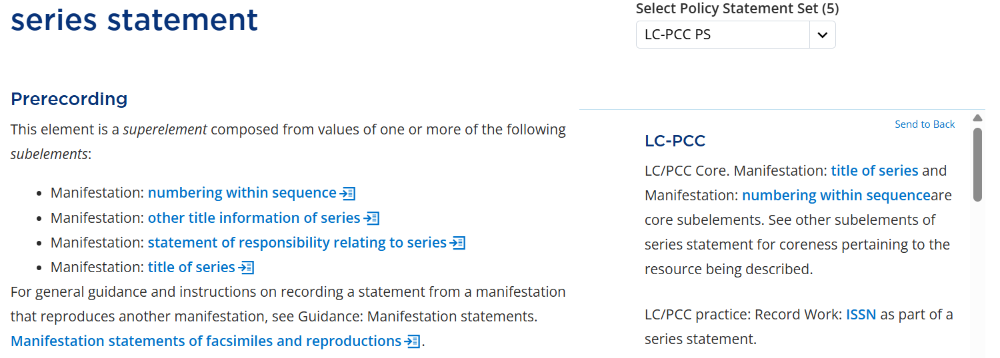 series statement
Prerecording
This element is a superelement composed from values of one or more of the following
subelements:
• Manifestation: numbering within sequence
• Manifestation: other title information of series
• Manifestation: statement of responsibility relating to series
• Manifestation: title of series
For general guidance and instructions on recording a statement from a manifestation
that reproduces another manifestation, see Guidance: Manifestation statements.
Manifestation statements of facsimiles and reproductions.
Select Policy Statement Set (5)
LC-PCC PS
Send to Back
LC-PCC
LC/PCC Core. Manifestation: title of series and
Manifestation: numbering within sequenceare
core subelements. See other subelements of
series statement for coreness pertaining to the
resource being described.
LC/PCC practice: Record Work: ISSN as part of a
series statement.